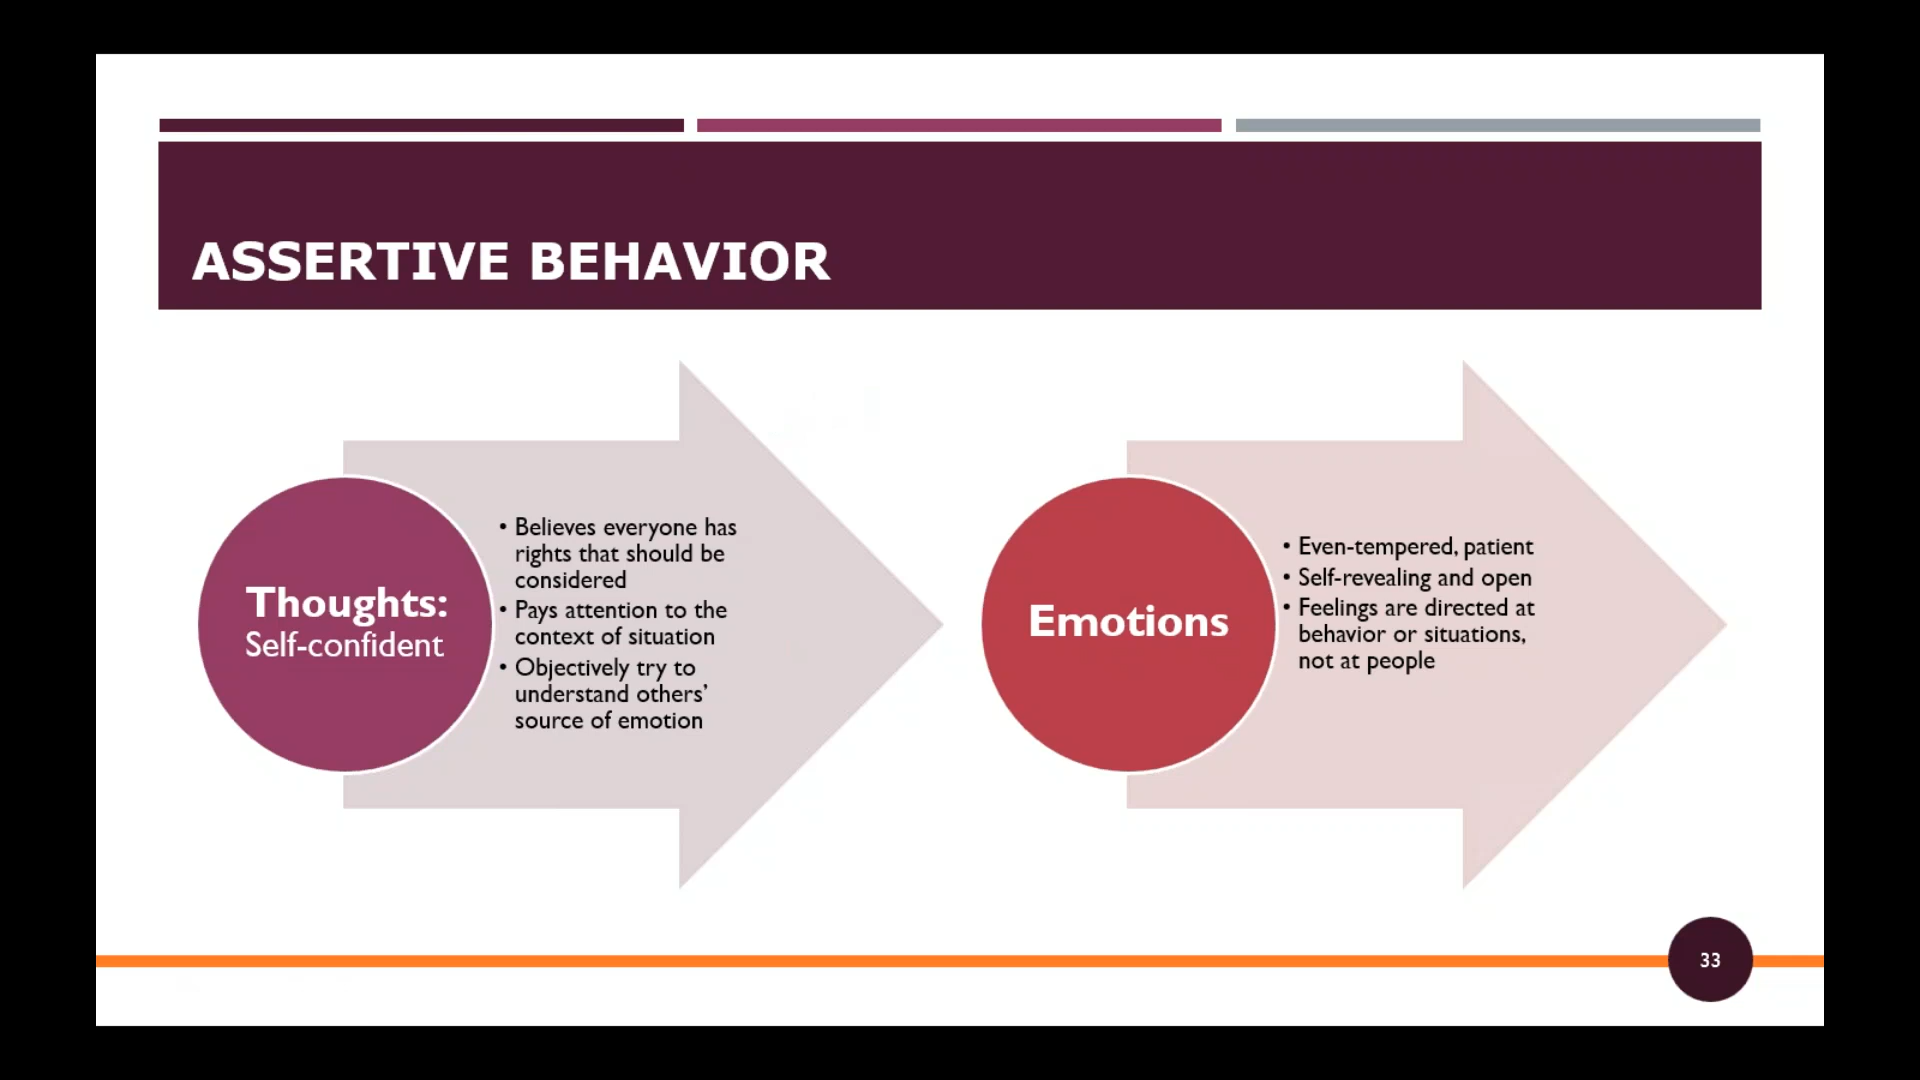 ASSERTIVE BEHAVIOR
Thoughts:
Self-confident
• Believes everyone has
rights that should be
considered
• Pays attention to the
context of situation
• Objectively try to
understand others’
source of emotion
Emotions
• Even-tempered, patient
• Self-revealing and open
• Feelings are directed at
behavior or situations,
not at people
33